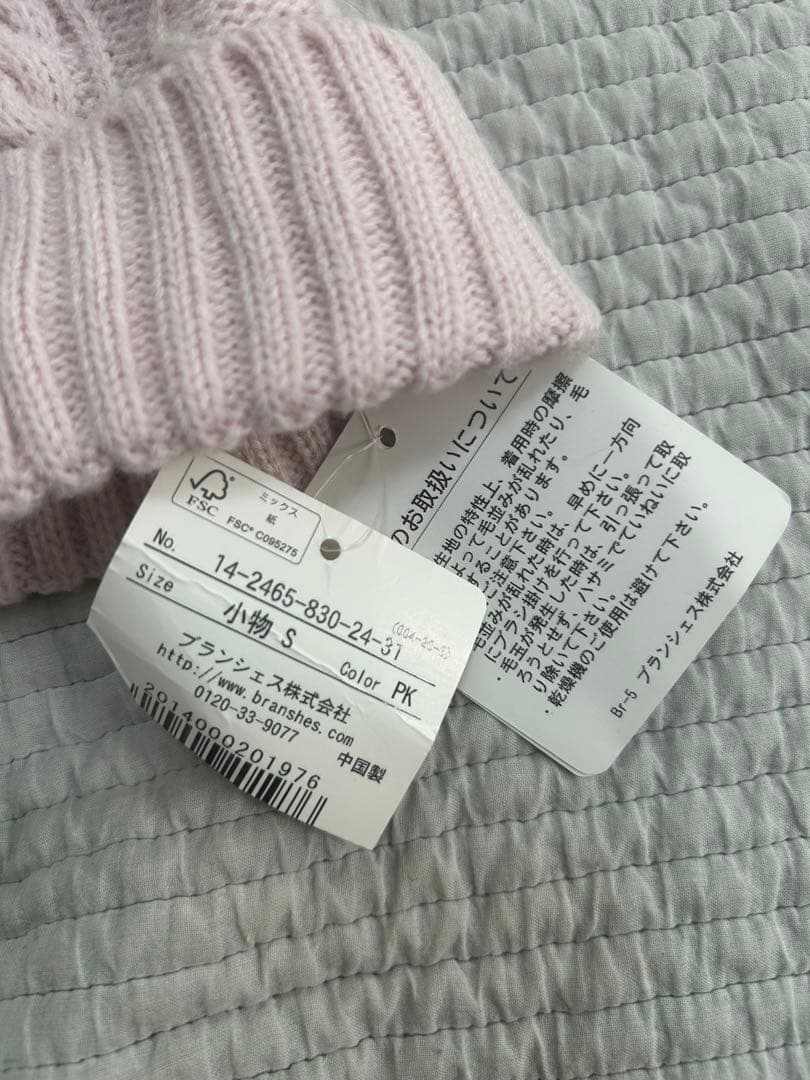 FSC
ミックス
紙
FSC® C095275
No. 14-2465-830-24-31
Size 小物 S Color PK
ブランシェス株式会社
http://www.branshes.com
0120-33-9077 中国製
2014000201976
のお取扱いについて
生地の特性上、着用時の摩擦
よって毛並みが乱れたり、毛
することがあります。
ご注意下さい。
毛並みが乱れた時は、早めに一方向
にブラシ掛けを行って下さい。
・毛玉が発生した時は、引っ張って取
ろうとせず、ハサミでていねいに取
り除いて下さい。
・乾燥機のご使用は避けて下さい。
Br-5 ブランシェス株式会社